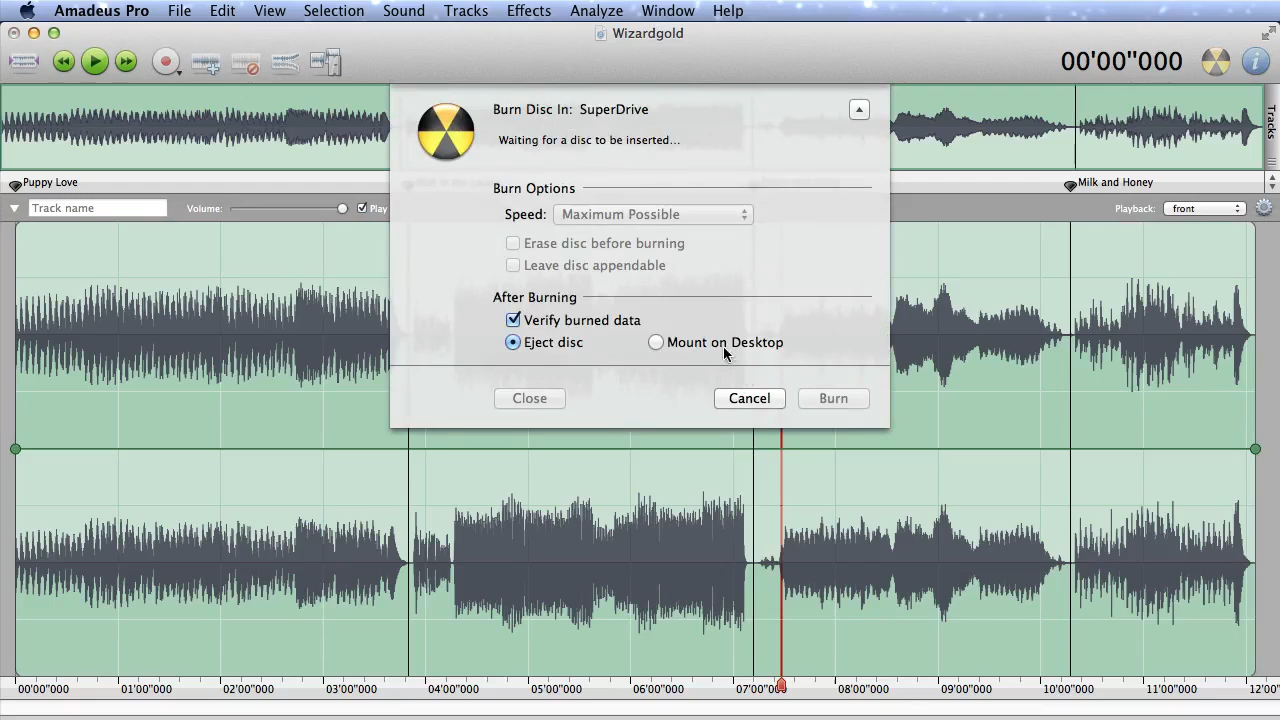 Amadeus Pro File Edit View Selection Sound Tracks Effects Analyze Window Help
Wizardgold
00'00"000
Tracks
Burn Disc In: SuperDrive
Waiting for a disc to be inserted...
Puppy Love
Milk and Honey
Burn Options
Track name Volume: Play
Playback: front
Speed: Maximum Possible
Erase disc before burning
Leave disc appendable
After Burning
Verify burned data
Eject disc Mount on Desktop
Close Cancel Burn
00'00"000 01'00"000 02'00"000 03'00"000 04'00"000 05'00"000 06'00"000 07'00"000 08'00"000 09'00"000 10'00"000 11'00"000 12'00